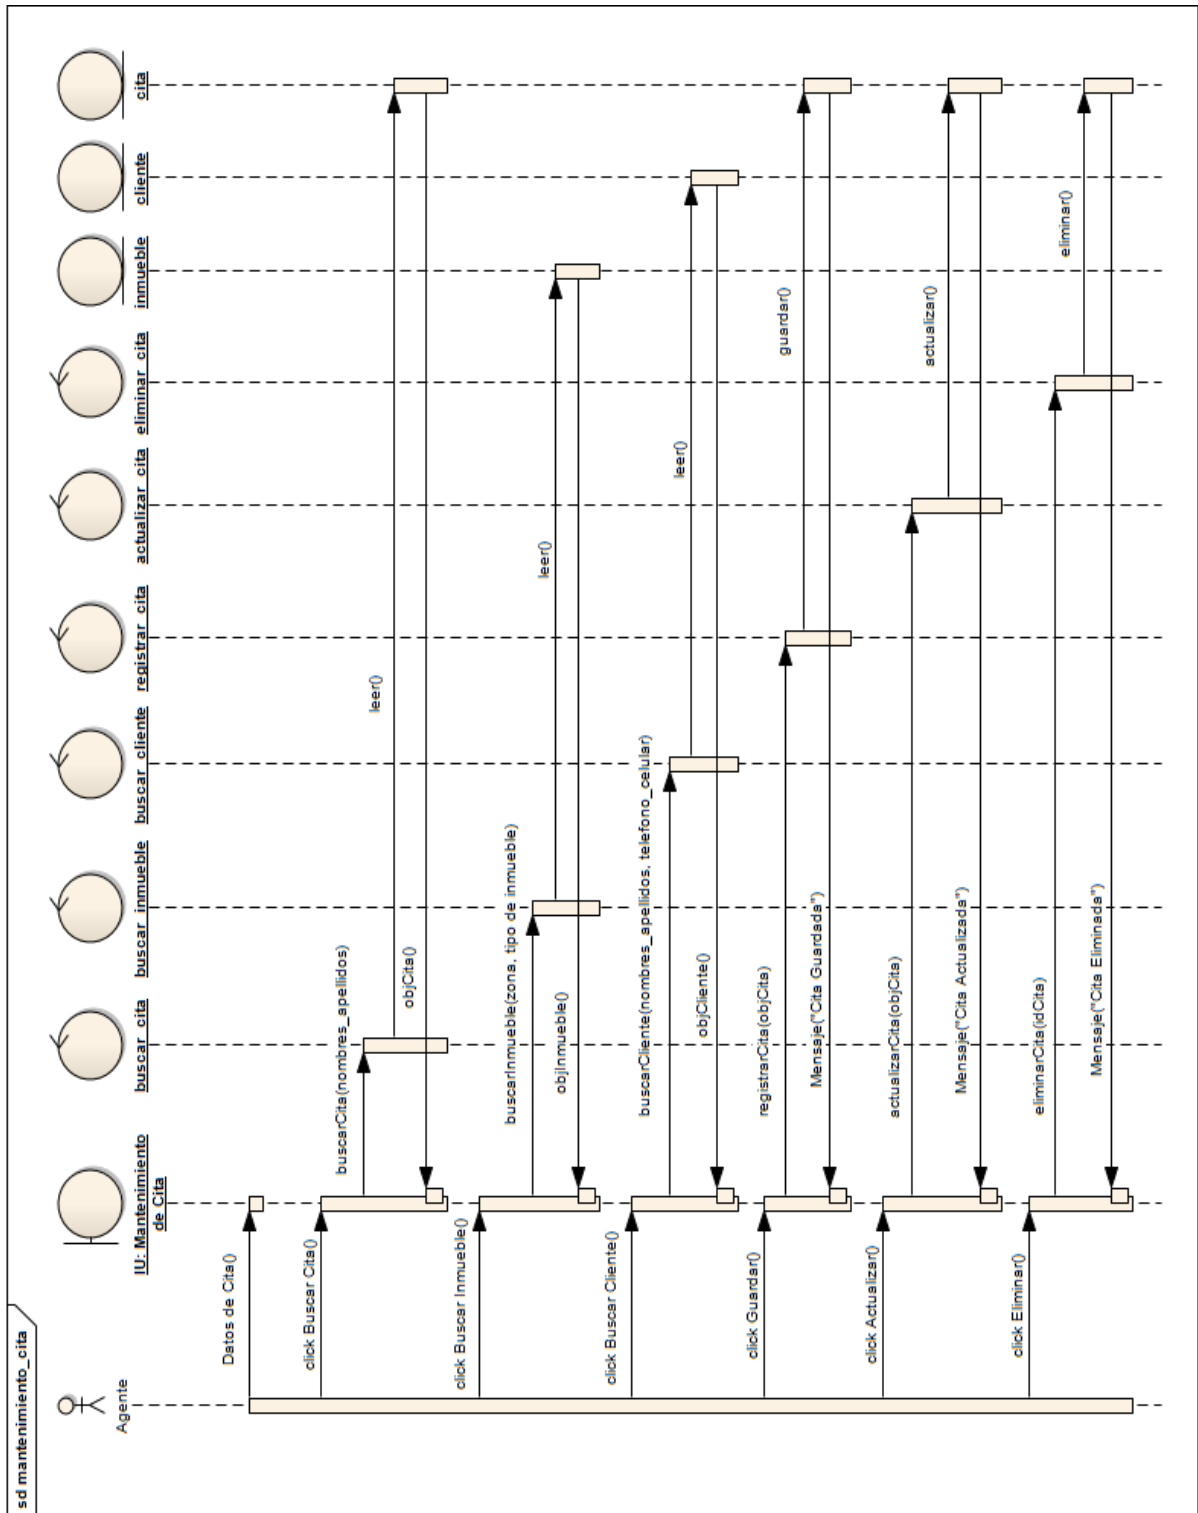 sd mantenimiento_cita
Agente
IU: Mantenimiento
de Cita
buscar_cita
buscar_inmueble
buscar_cliente
registrar_cita
actualizar_cita
eliminar_cita
inmueble
cliente
cita
Datos de Cita()
click Buscar Cita()
buscarCita(nombres_apellidos)
leer()
objCita()
click Buscar Inmueble()
buscarInmueble(zona, tipo de inmueble)
leer()
objInmueble()
click Buscar Cliente()
buscarCliente(nombres_apellidos, telefono_celular)
leer()
objCliente()
click Guardar()
registrarCita(objCita)
guardar()
Mensaje("Cita Guardada")
click Actualizar()
actualizarCita(objCita)
actualizar()
Mensaje("Cita Actualizada")
click Eliminar()
eliminarCita(idCita)
eliminar()
Mensaje("Cita Eliminada")